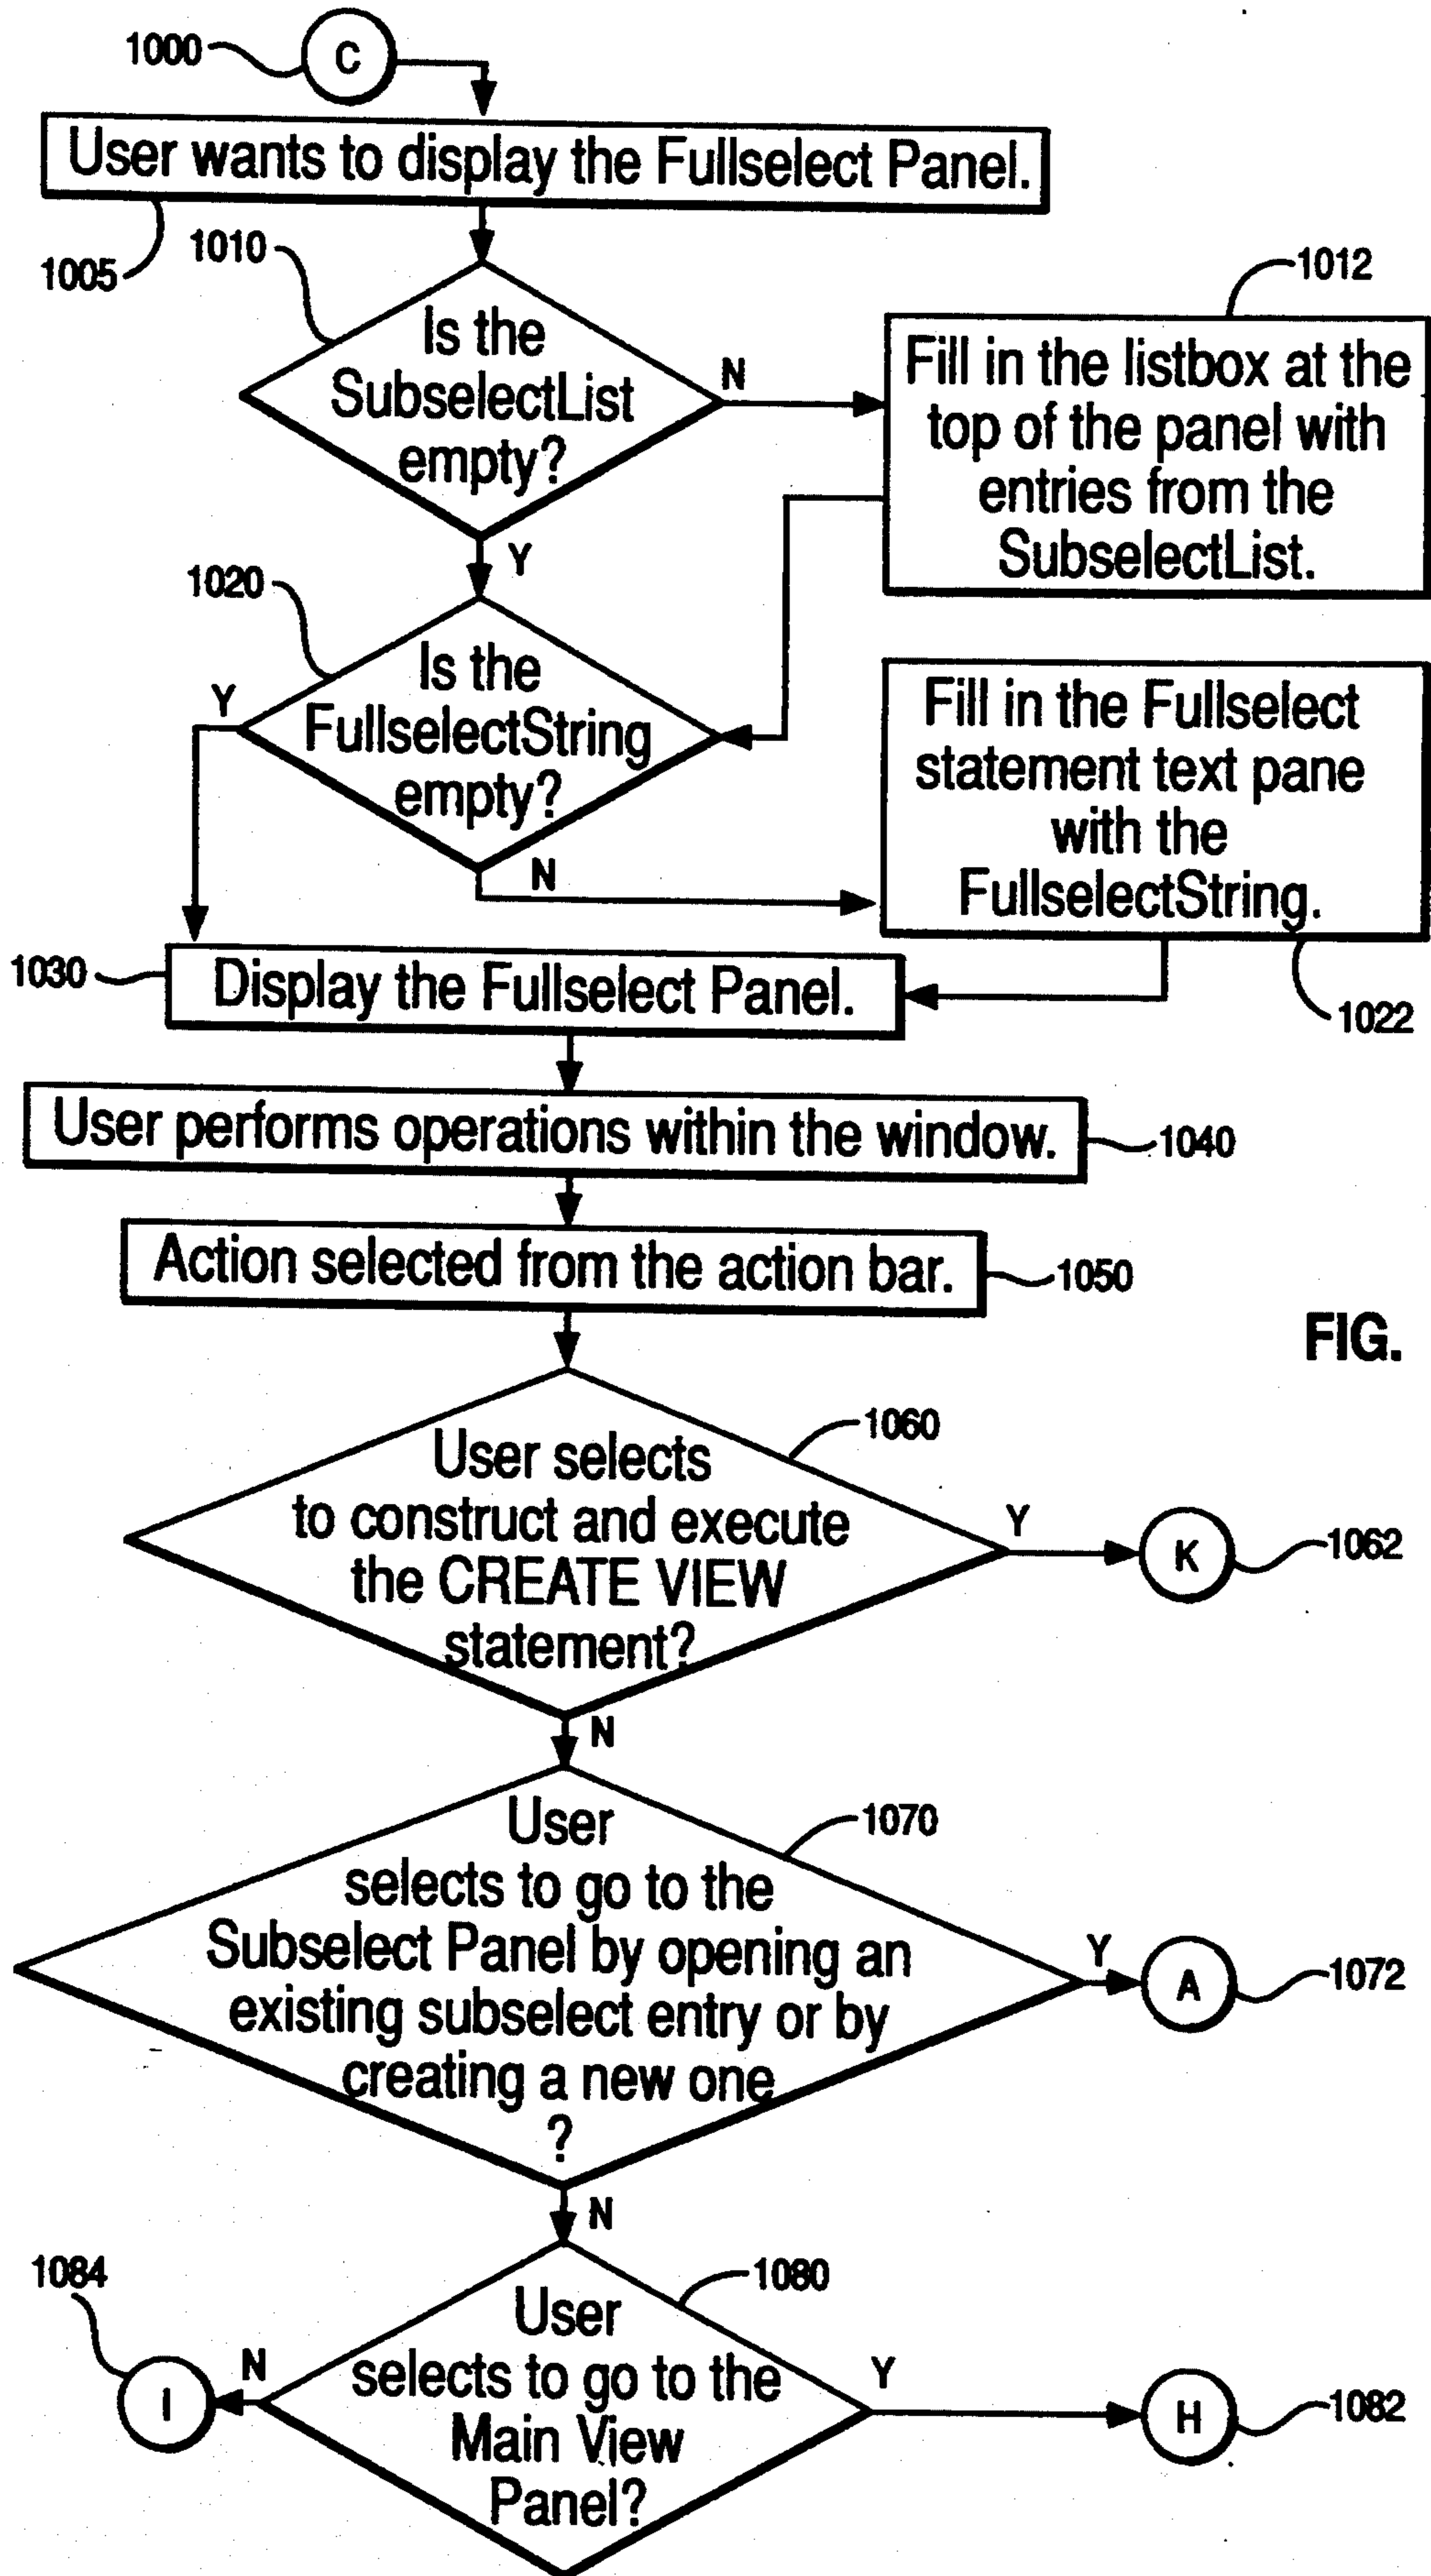 1000
C
User wants to display the Fullselect Panel.
1005
1010
Is the
SubselectList
empty?
N
Y
1012
Fill in the listbox at the
top of the panel with
entries from the
SubselectList.
1020
Is the
FullselectString
empty?
Y
N
Fill in the Fullselect
statement text pane
with the
FullselectString.
1022
1030
Display the Fullselect Panel.
User performs operations within the window.
1040
Action selected from the action bar.
1050
FIG.
1060
User selects
to construct and execute
the CREATE VIEW
statement?
Y
K
1062
N
1070
User
selects to go to the
Subselect Panel by opening an
existing subselect entry or by
creating a new one
?
Y
A
1072
N
1084
I
N
1080
User
selects to go to the
Main View
Panel?
Y
H
1082